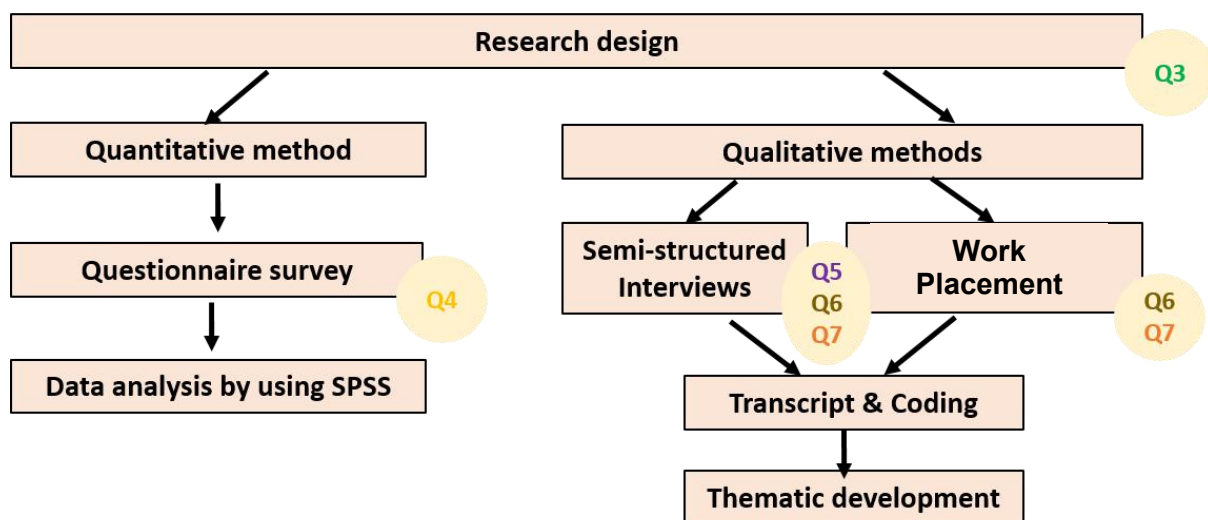 Research design
Q3
Quantitative method
Qualitative methods
Questionnaire survey
Q4
Semi-structured
Interviews
Q5
Q6
Q7
Work
Placement
Q6
Q7
Data analysis by using SPSS
Transcript & Coding
Thematic development